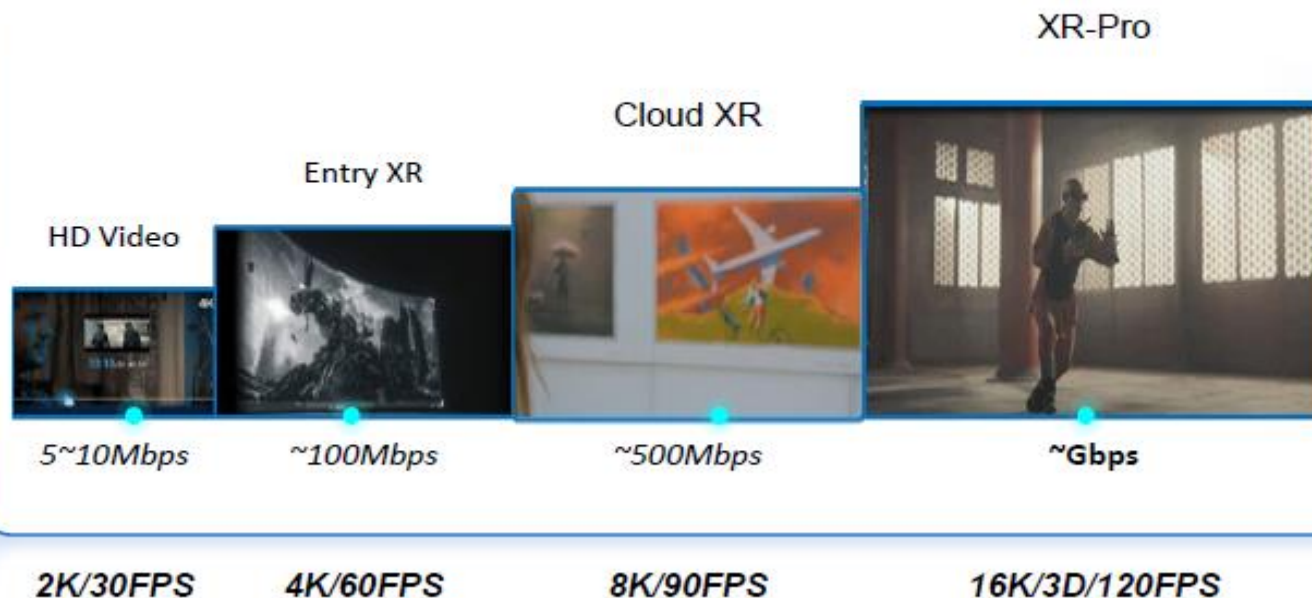 XR-Pro
Cloud XR
Entry XR
HD Video
5~10Mbps
~100Mbps
~500Mbps
~Gbps
2K/30FPS
4K/60FPS
8K/90FPS
16K/3D/120FPS